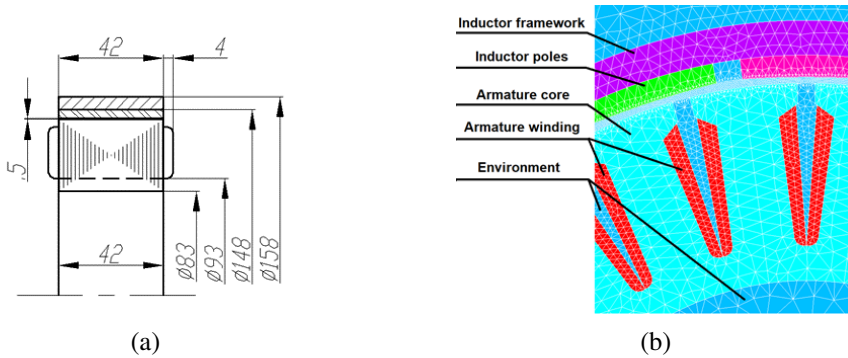 42
4
,5
42
Ø83
Ø93
Ø148
Ø158
(a)
Inductor framework
Inductor poles
Armature core
Armature winding
Environment
(b)